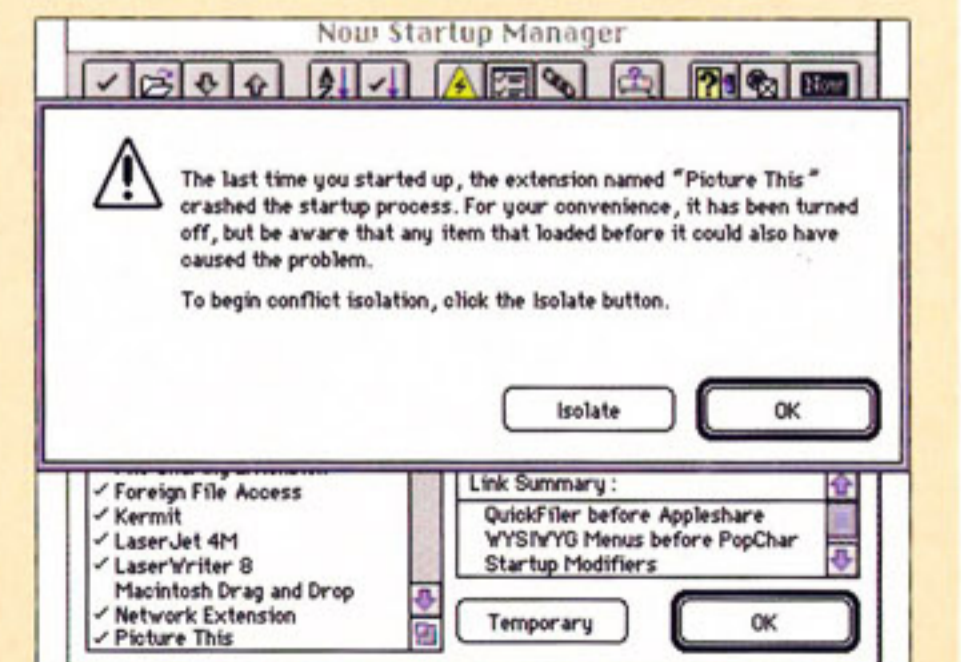 Now Startup Manager
Now
The last time you started up, the extension named "Picture This"
crashed the startup process. For your convenience, it has been turned
off, but be aware that any item that loaded before it could also have
caused the problem.
To begin conflict isolation, click the Isolate button.
Isolate
OK
✓ Foreign File Access
✓ Kermit
✓ LaserJet 4M
✓ LaserWriter 8
Macintosh Drag and Drop
✓ Network Extension
✓ Picture This
Link Summary :
QuickFiler before Appleshare
WYSIWYG Menus before PopChar
Startup Modifiers
Temporary
OK